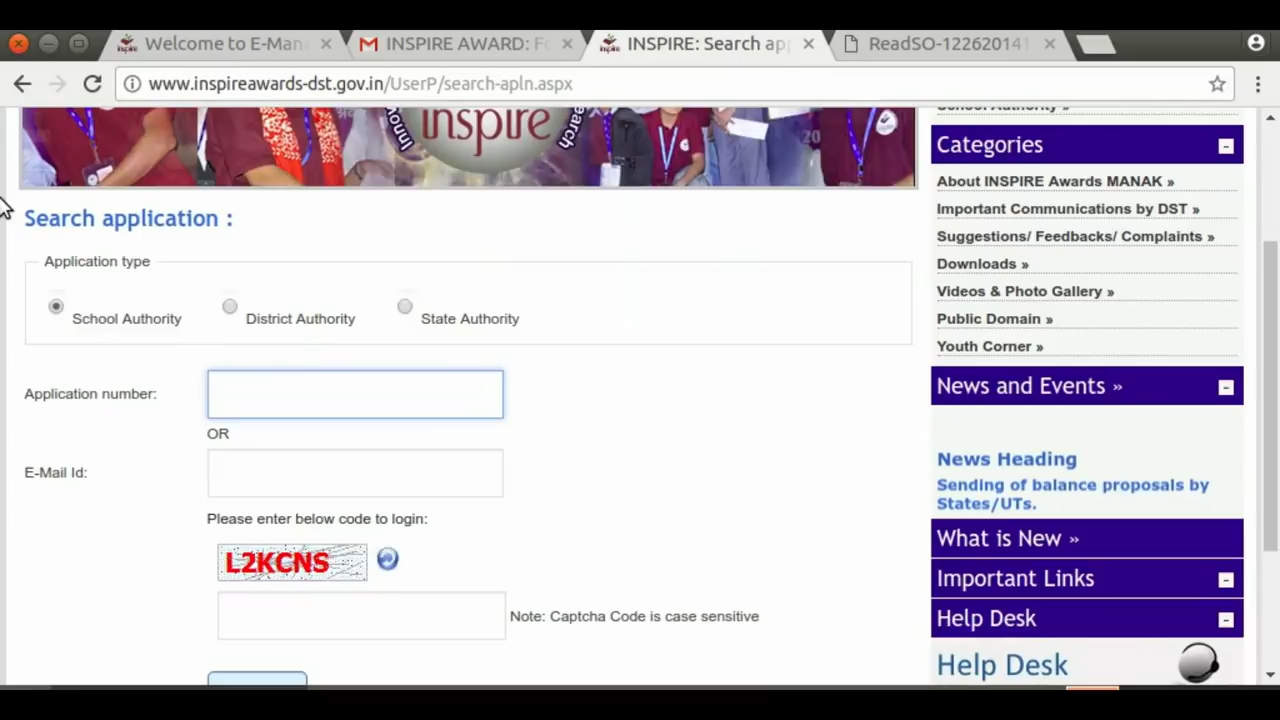 Welcome to E-Man
INSPIRE AWARD: Fo
INSPIRE: Search ap
ReadSO-122620141
www.inspireawards-dst.gov.in/UserP/search-apln.aspx
inspire
School Authority »
Categories
About INSPIRE Awards MANAK »
Important Communications by DST »
Suggestions/ Feedbacks/ Complaints »
Downloads »
Videos & Photo Gallery »
Public Domain »
Youth Corner »
News and Events »
News Heading
Sending of balance proposals by
States/UTs.
What is New »
Important Links
Help Desk
Help Desk
Search application :
Application type
School Authority
District Authority
State Authority
Application number:
OR
E-Mail Id:
Please enter below code to login:
L2KCNS
Note: Captcha Code is case sensitive